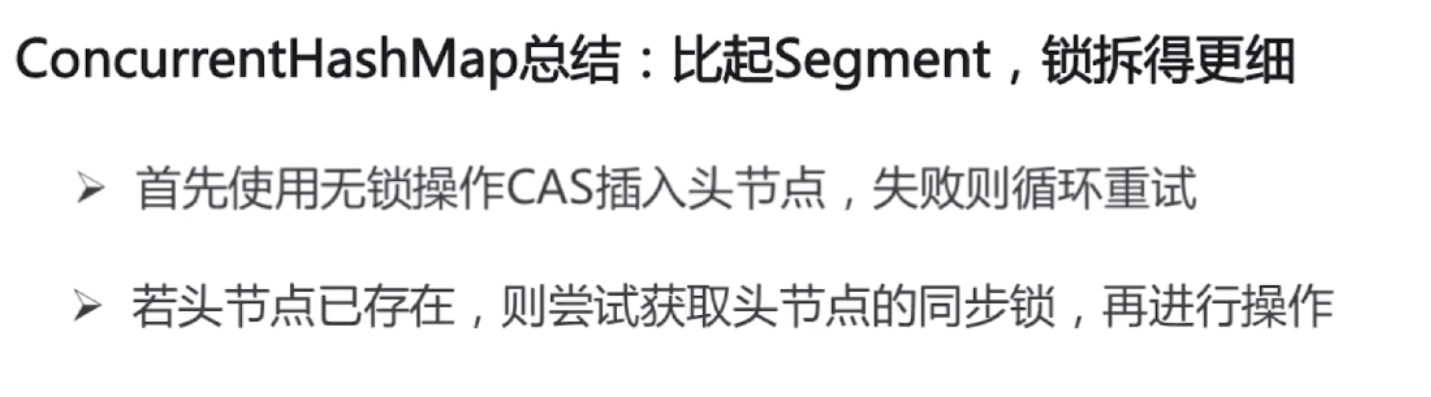 ConcurrentHashMap总结：比起Segment，锁拆得更细
➢ 首先使用无锁操作CAS插入头节点，失败则循环重试
➢ 若头节点已存在，则尝试获取头节点的同步锁，再进行操作